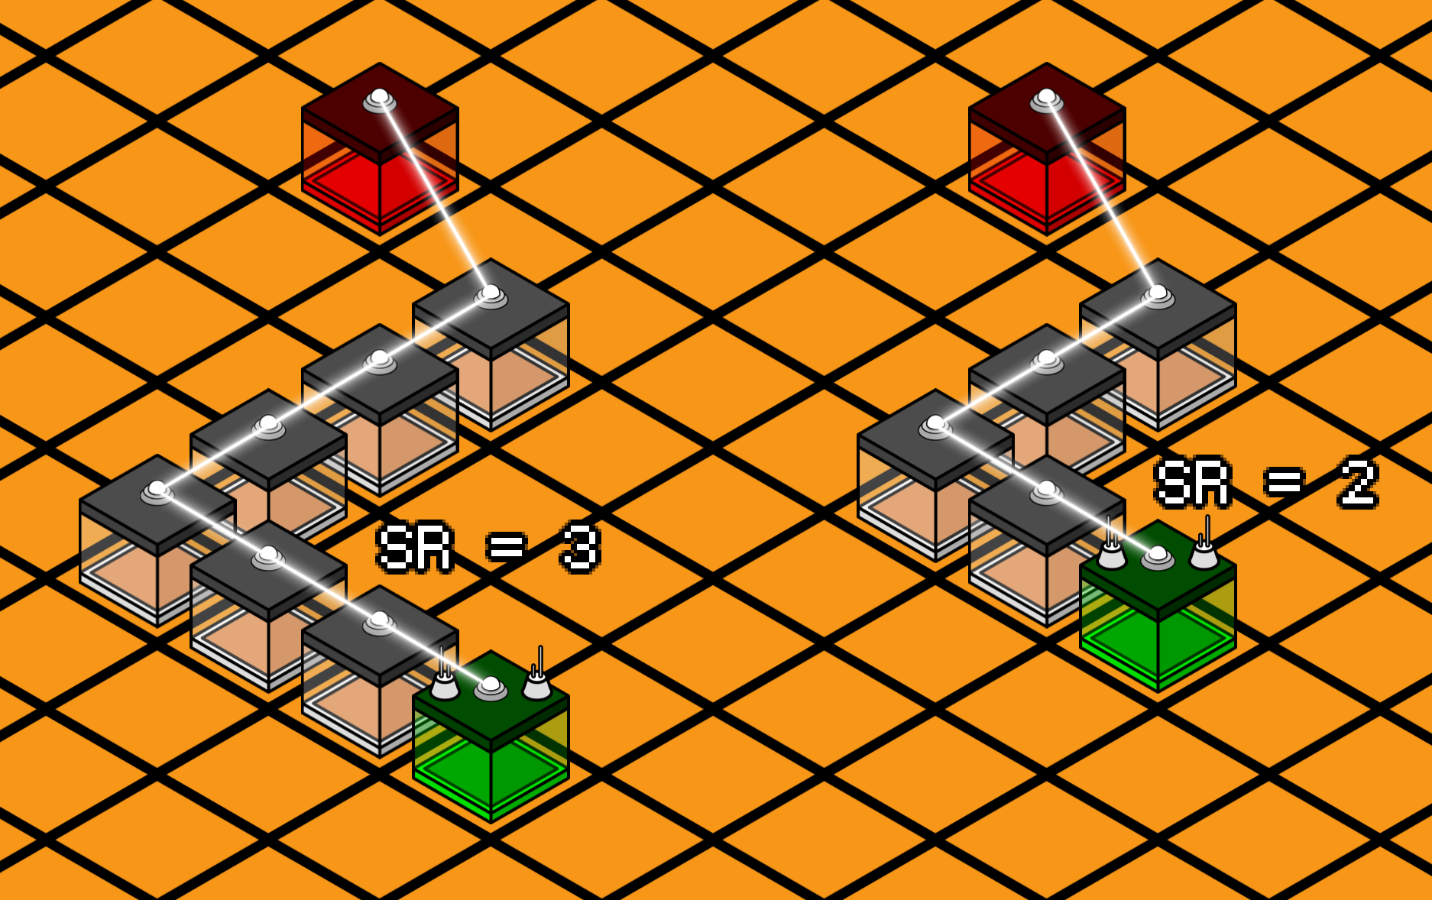 SR = 2
SR = 3